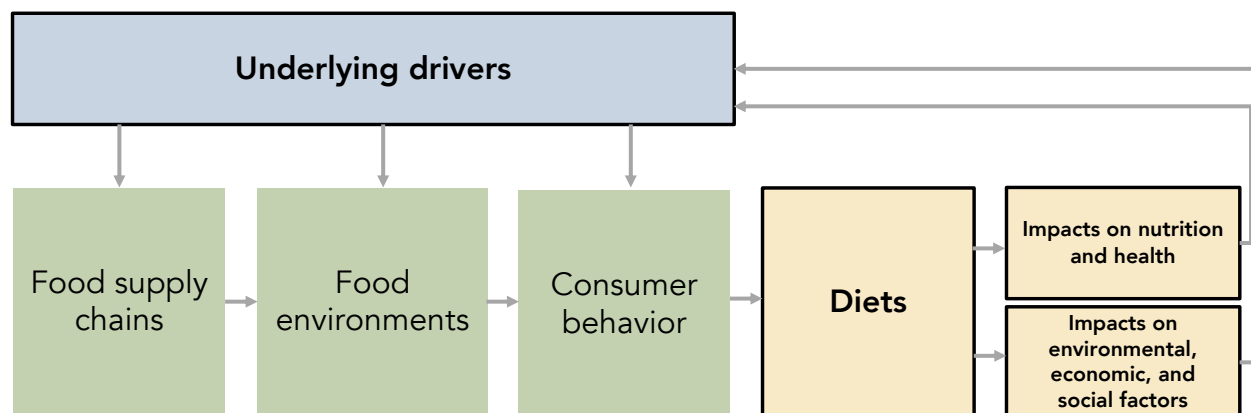 Underlying drivers
Food supply
chains
Food
environments
Consumer
behavior
Diets
Impacts on nutrition
and health
Impacts on
environmental,
economic, and
social factors